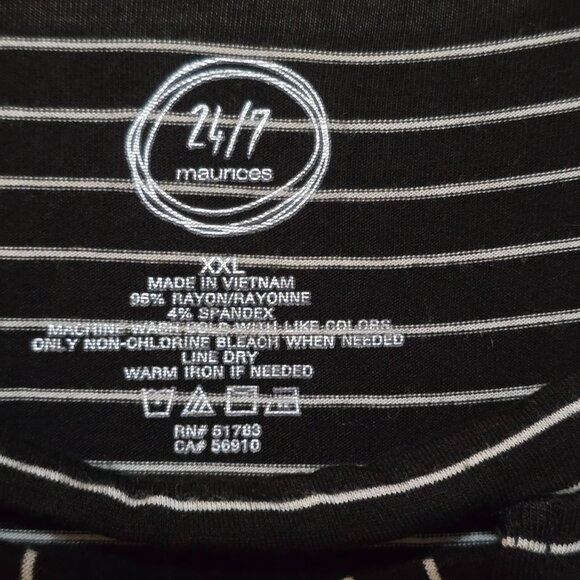 24/7
maurices
XXL
MADE IN VIETNAM
96% RAYON/RAYONNE
4% SPANDEX
MACHINE WASH COLD WITH LIKE COLORS
ONLY NON-CHLORINE BLEACH WHEN NEEDED
LINE DRY
WARM IRON IF NEEDED
RN# 51783
CA# 56910